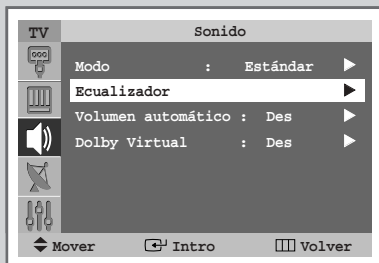 TV Sonido
Modo : Estándar
Ecualizador
Volumen automático : Des
Dolby Virtual : Des
Mover Intro Volver